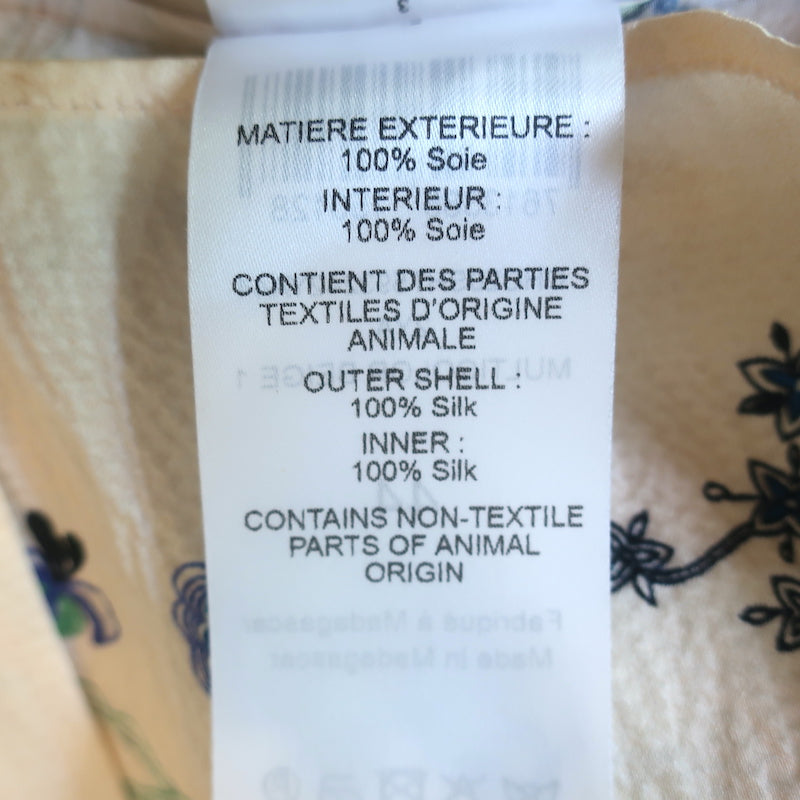 MATIERE EXTERIEURE :
100% Soie
INTERIEUR :
100% Soie
CONTIENT DES PARTIES
TEXTILES D'ORIGINE
ANIMALE
OUTER SHELL :
100% Silk
INNER :
100% Silk
CONTAINS NON-TEXTILE
PARTS OF ANIMAL
ORIGIN
Fabriqué à Madagascar
Made in Madagascar